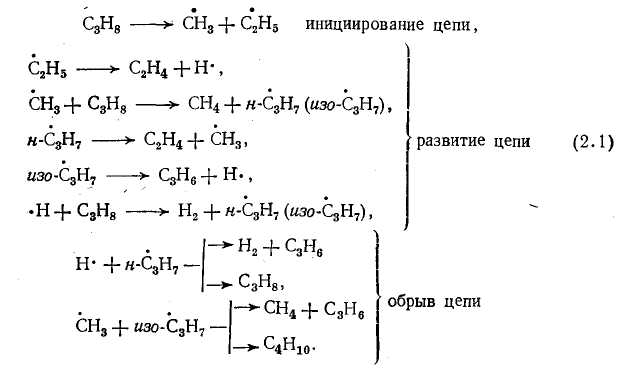 C3H8 ⟶ ĊH3 + Ċ2H5 инициирование цепи,
Ċ2H5 ⟶ C2H4 + H·,
ĊH3 + C3H8 ⟶ CH4 + н-Ċ3H7 (изо-Ċ3H7),
н-Ċ3H7 ⟶ C2H4 + ĊH3,
развитие цепи (2.1)
изо-Ċ3H7 ⟶ C3H6 + H·,
·H + C3H8 ⟶ H2 + н-Ċ3H7 (изо-Ċ3H7),
→ H2 + C3H6
H· + н-Ċ3H7 —
→ C3H8,
обрыв цепи
→ CH4 + C3H6
ĊH3 + изо-Ċ3H7 —
→ C4H10.